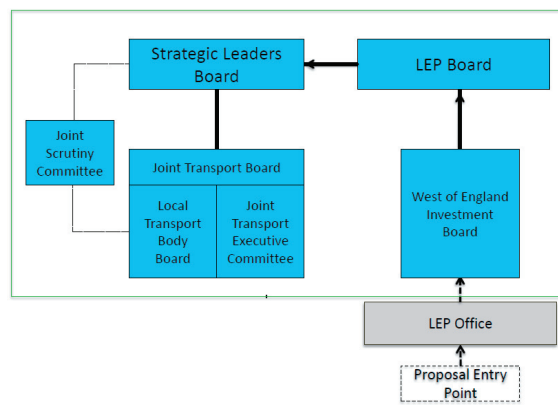 Strategic Leaders
Board
LEP Board
Joint
Scrutiny
Committee
Joint Transport Board
Local
Transport
Body
Board
Joint
Transport
Executive
Committee
West of England
Investment
Board
LEP Office
Proposal Entry
Point